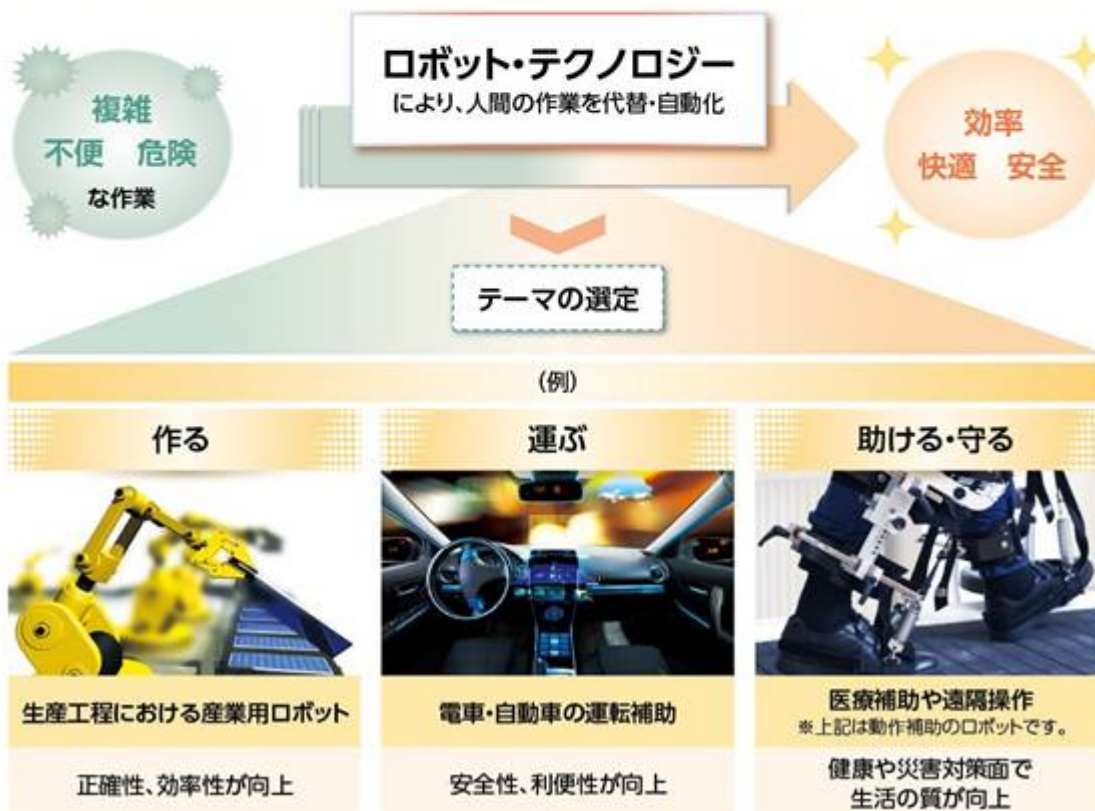 ロボット・テクノロジー
により、人間の作業を代替・自動化
複雑
不便 危険
な作業
効率
快適 安全
テーマの選定
(例)
作る
運ぶ
助ける・守る
生産工程における産業用ロボット
電車・自動車の運転補助
医療補助や遠隔操作
※上記は動作補助のロボットです。
正確性、効率性が向上
安全性、利便性が向上
健康や災害対策面で
生活の質が向上